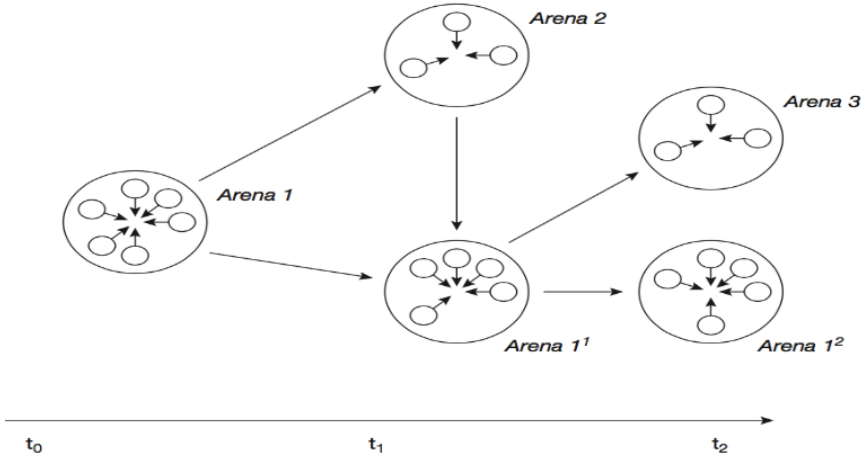 Arena 2
Arena 3
Arena 1
Arena 1¹
Arena 1²
t₀
t₁
t₂